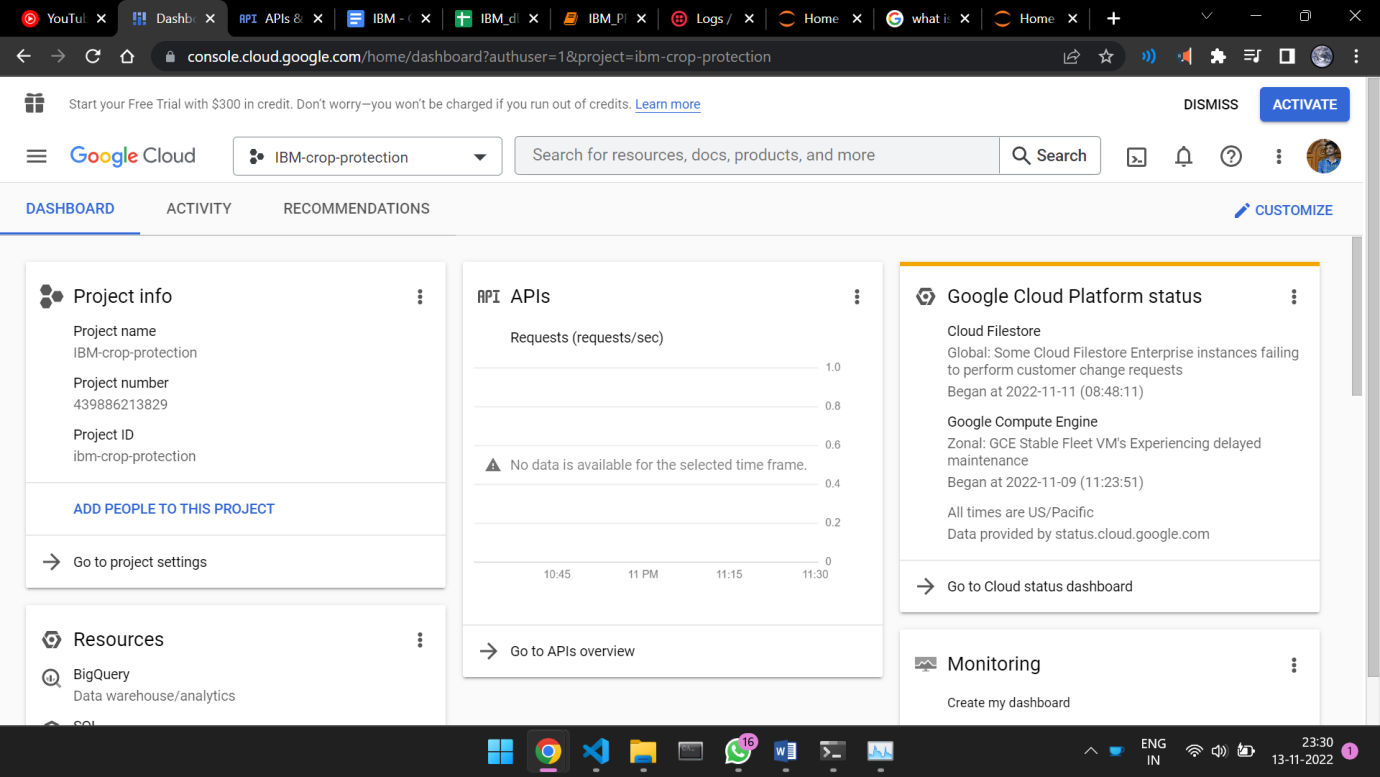 YouTub
Dashbo
API APIs &
IBM - 
IBM_d
IBM_P
Logs /
Home
what is
Home
console.cloud.google.com/home/dashboard?authuser=1&project=ibm-crop-protection
Start your Free Trial with $300 in credit. Don't worry—you won't be charged if you run out of credits. Learn more
DISMISS
ACTIVATE
Google Cloud
IBM-crop-protection
Search for resources, docs, products, and more
Search
DASHBOARD
ACTIVITY
RECOMMENDATIONS
CUSTOMIZE
Project info
Project name
IBM-crop-protection
Project number
439886213829
Project ID
ibm-crop-protection
ADD PEOPLE TO THIS PROJECT
Go to project settings
Resources
BigQuery
Data warehouse/analytics
SQL
API APIs
Requests (requests/sec)
1.0
0.8
0.6
No data is available for the selected time frame.
0.4
0.2
0
10:45
11 PM
11:15
11:30
Go to APIs overview
Google Cloud Platform status
Cloud Filestore
Global: Some Cloud Filestore Enterprise instances failing
to perform customer change requests
Began at 2022-11-11 (08:48:11)
Google Compute Engine
Zonal: GCE Stable Fleet VM's Experiencing delayed
maintenance
Began at 2022-11-09 (11:23:51)
All times are US/Pacific
Data provided by status.cloud.google.com
Go to Cloud status dashboard
Monitoring
Create my dashboard
16
ENG
IN
23:30
13-11-2022
1